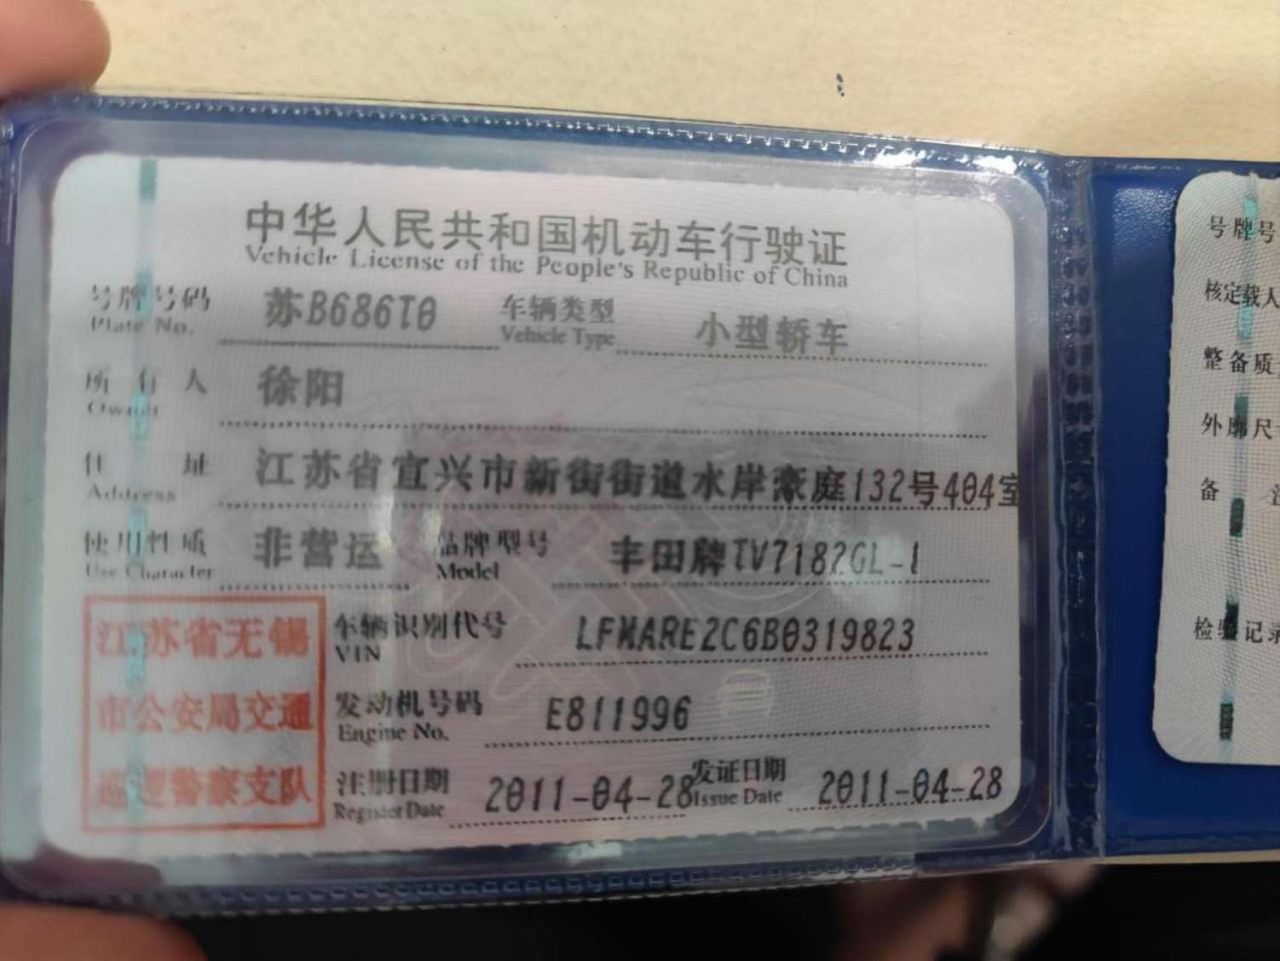 中华人民共和国机动车行驶证
Vehicle License of the People's Republic of China
号牌号码 苏B686T0 车辆类型 小型轿车
Plate No. Vehicle Type
所有人 徐阳
Owner
住址 江苏省宜兴市新街街道水岸豪庭132号404室
Address
使用性质 非营运 品牌型号 丰田牌TV7182GL-I
Use Character Model
江苏省无锡
市公安局交通
巡逻警察支队
车辆识别代号 LFMARE2C6B0319823
VIN
发动机号码 E811996
Engine No.
注册日期 2011-04-28 发证日期 2011-04-28
Register Date Issue Date
号牌号
核定载人
整备质
外廓尺
备
检验记录